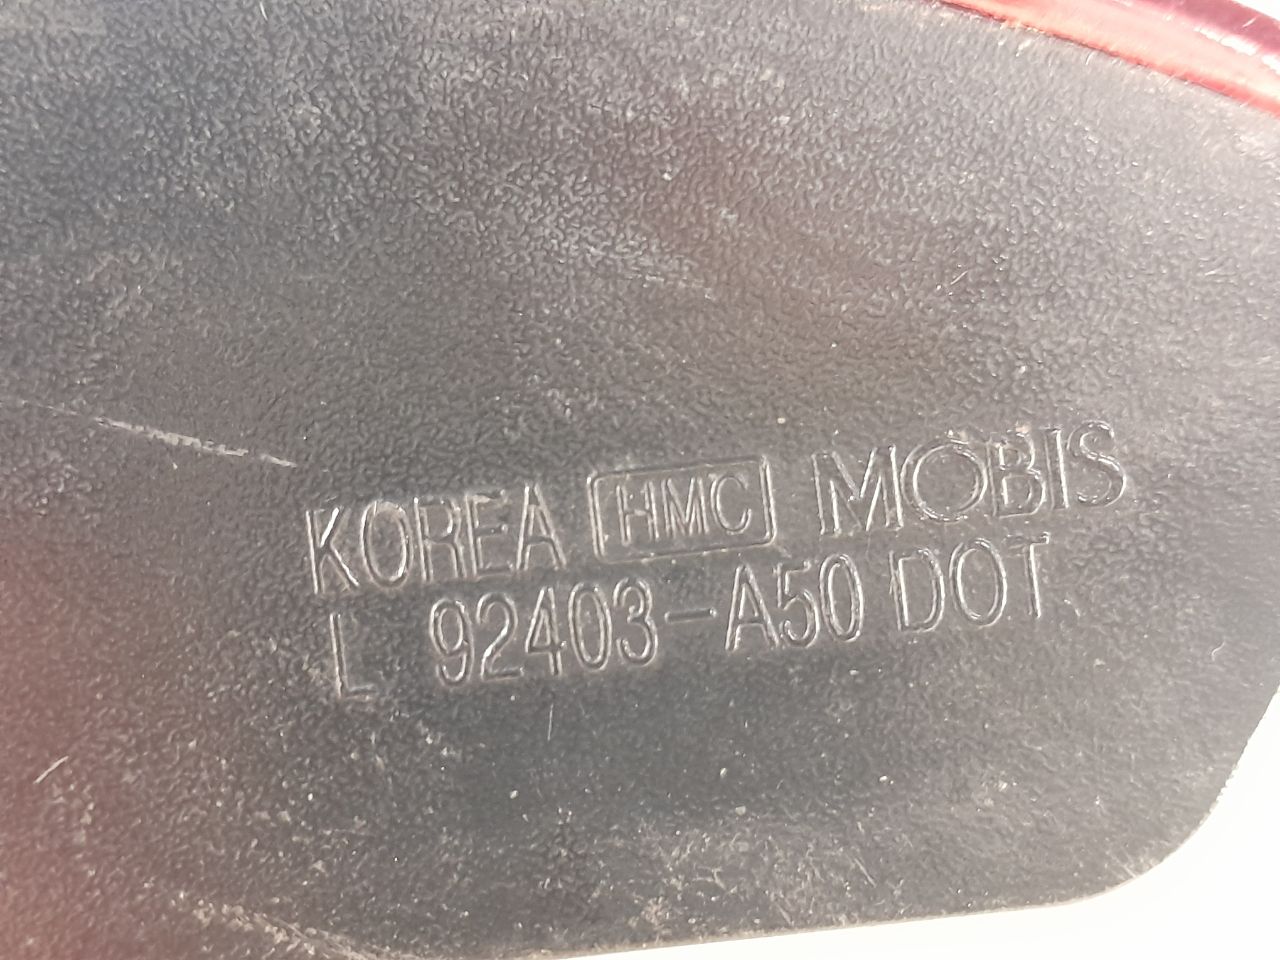 KOREA HMC MOBIS
L 92403-A50 DOT